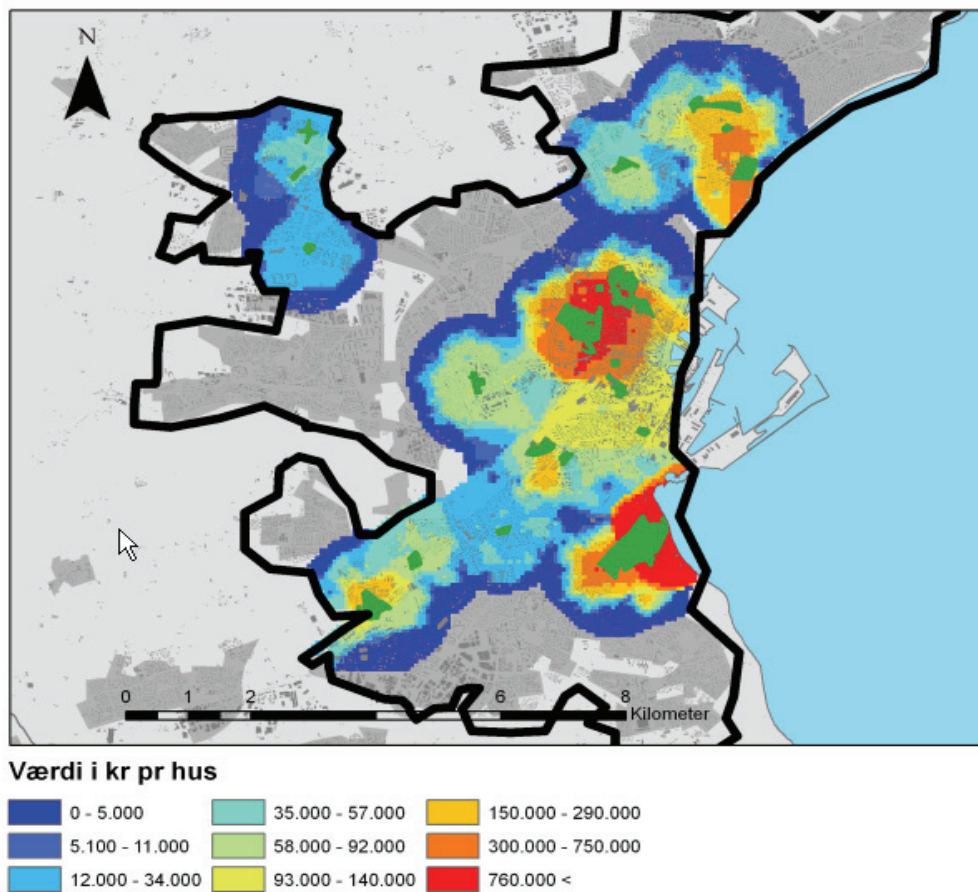 N
0 1 2 4 6 8
Kilometer
Værdi i kr pr hus
0 - 5.000 35.000 - 57.000 150.000 - 290.000
5.100 - 11.000 58.000 - 92.000 300.000 - 750.000
12.000 - 34.000 93.000 - 140.000 760.000 <